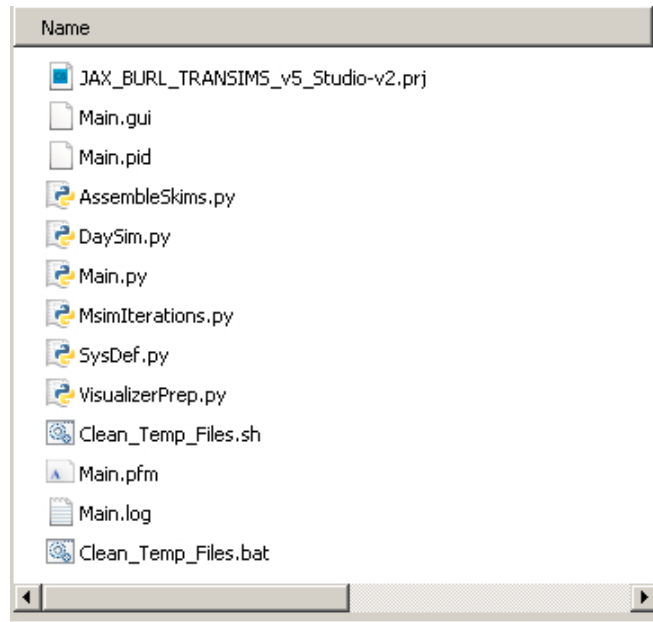 Name
JAX_BURL_TRANSIMS_v5_Studio-v2.prj
Main.gui
Main.pid
AssembleSkims.py
DaySim.py
Main.py
MsimIterations.py
SysDef.py
VisualizerPrep.py
Clean_Temp_Files.sh
Main.pfm
Main.log
Clean_Temp_Files.bat